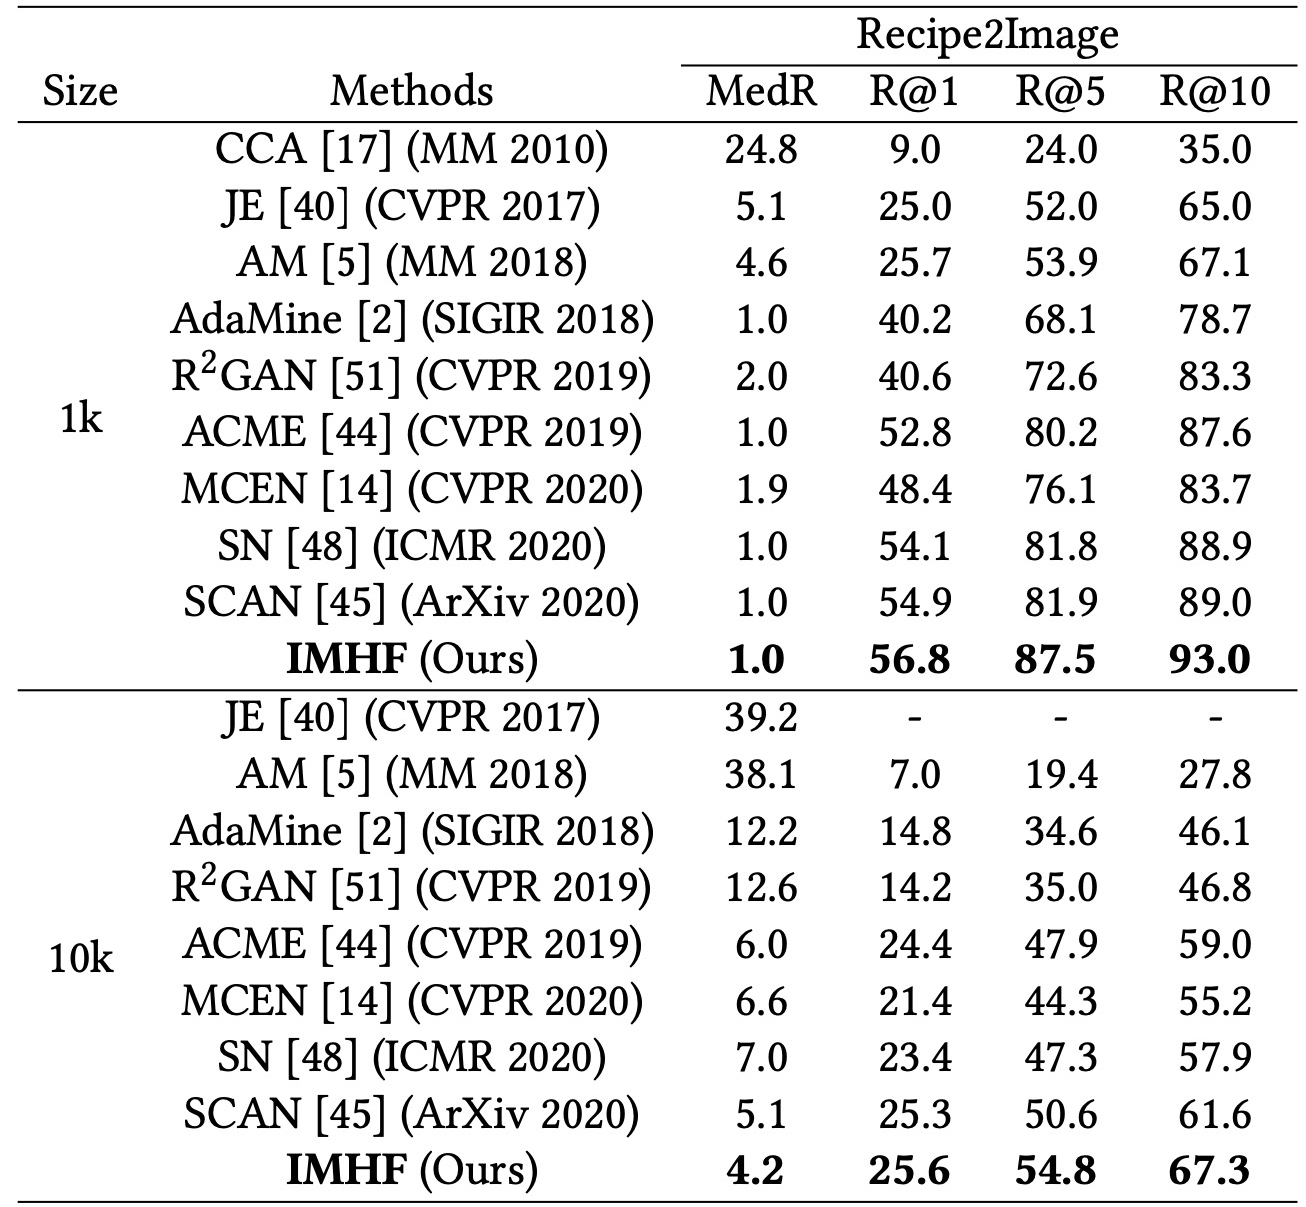 Recipe2Image
Size Methods MedR R@1 R@5 R@10
1k
CCA [17] (MM 2010) 24.8 9.0 24.0 35.0
JE [40] (CVPR 2017) 5.1 25.0 52.0 65.0
AM [5] (MM 2018) 4.6 25.7 53.9 67.1
AdaMine [2] (SIGIR 2018) 1.0 40.2 68.1 78.7
R²GAN [51] (CVPR 2019) 2.0 40.6 72.6 83.3
ACME [44] (CVPR 2019) 1.0 52.8 80.2 87.6
MCEN [14] (CVPR 2020) 1.9 48.4 76.1 83.7
SN [48] (ICMR 2020) 1.0 54.1 81.8 88.9
SCAN [45] (ArXiv 2020) 1.0 54.9 81.9 89.0
IMHF (Ours) 1.0 56.8 87.5 93.0
10k
JE [40] (CVPR 2017) 39.2 - - -
AM [5] (MM 2018) 38.1 7.0 19.4 27.8
AdaMine [2] (SIGIR 2018) 12.2 14.8 34.6 46.1
R²GAN [51] (CVPR 2019) 12.6 14.2 35.0 46.8
ACME [44] (CVPR 2019) 6.0 24.4 47.9 59.0
MCEN [14] (CVPR 2020) 6.6 21.4 44.3 55.2
SN [48] (ICMR 2020) 7.0 23.4 47.3 57.9
SCAN [45] (ArXiv 2020) 5.1 25.3 50.6 61.6
IMHF (Ours) 4.2 25.6 54.8 67.3